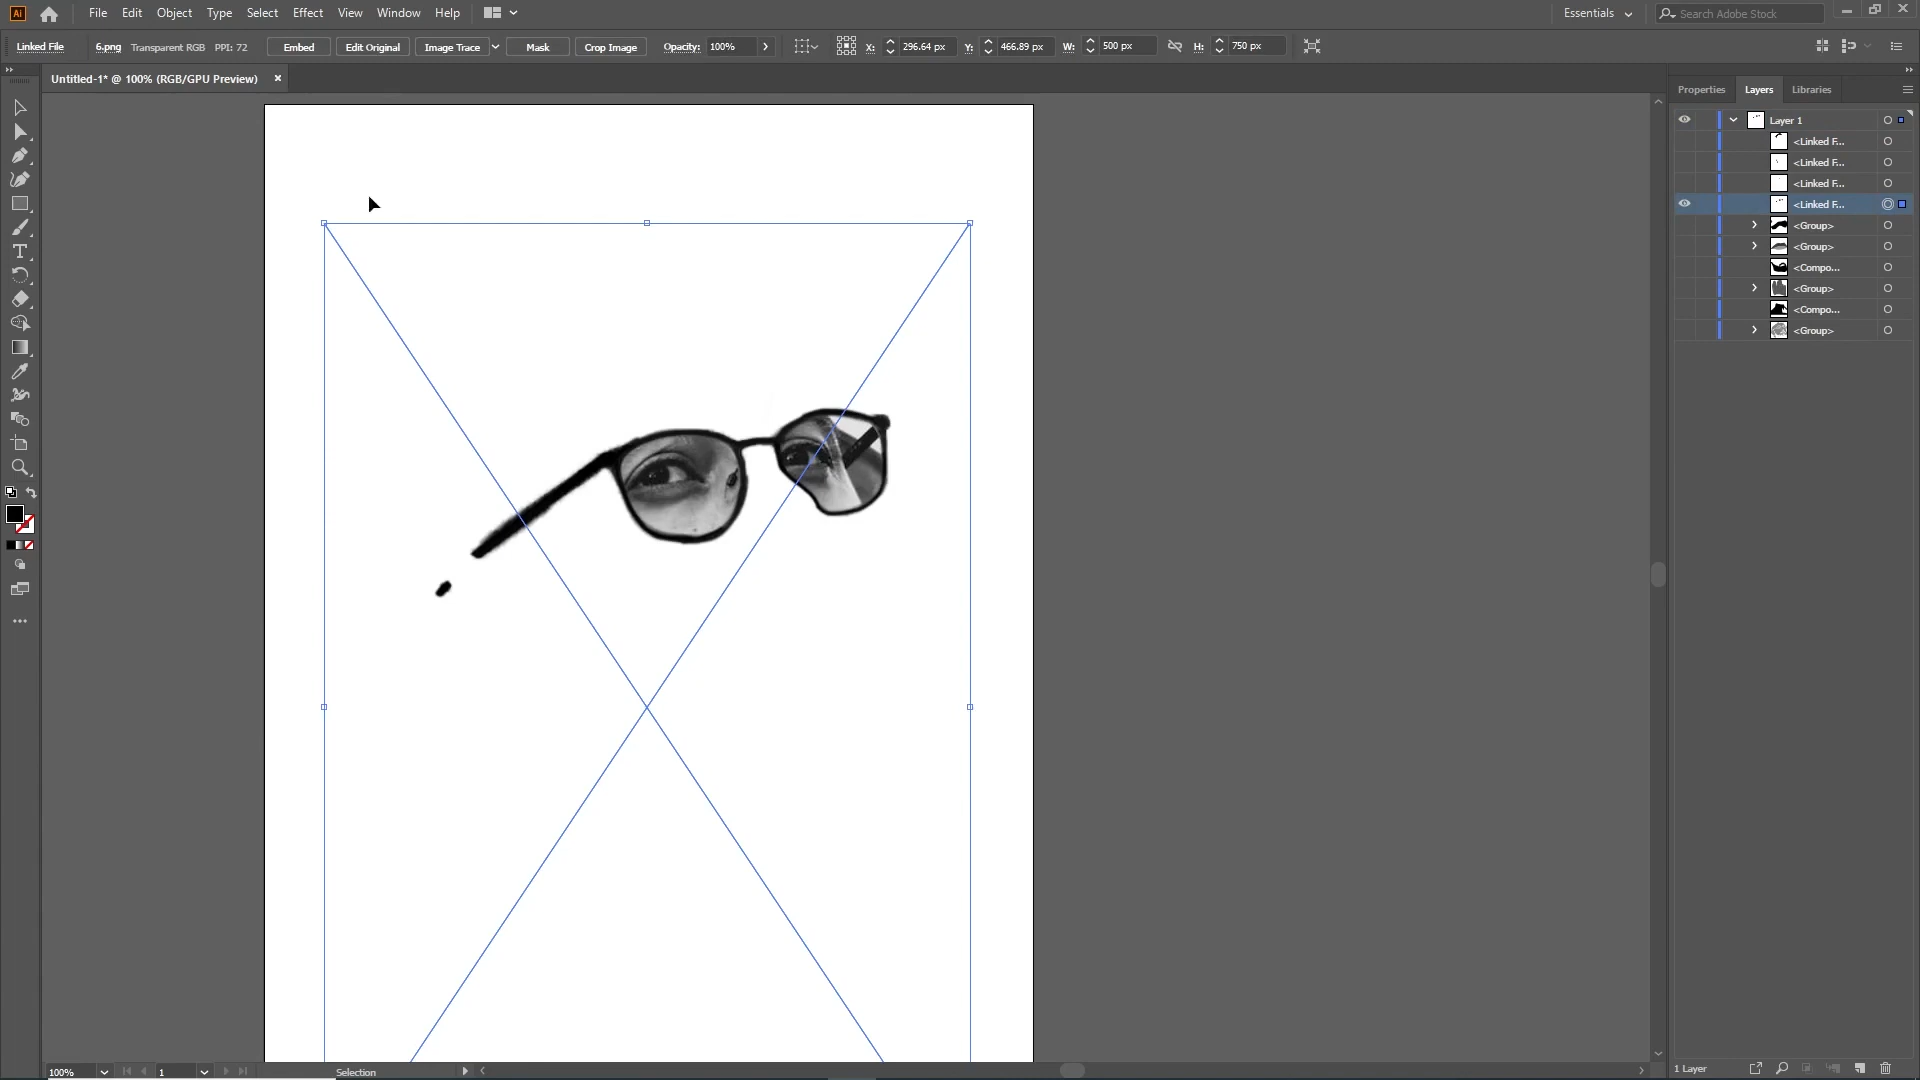 Ai File Edit Object Type Select Effect View Window Help Essentials Search Adobe Stock
Linked File 6.png Transparent RGB PPI: 72 Embed Edit Original Image Trace Mask Crop Image Opacity: 100% X: 296.64 px Y: 466.89 px W: 500 px H: 750 px
Untitled-1* @ 100% (RGB/GPU Preview) Properties Layers Libraries
Layer 1
<Linked F...
<Linked F...
<Linked F...
<Linked F...
<Group>
<Group>
<Compo...
<Group>
<Compo...
<Group>
100% 1 Selection 1 Layer